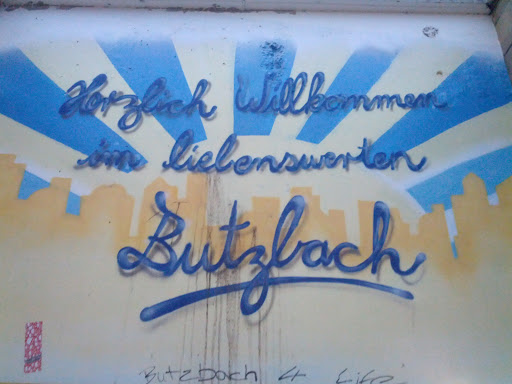 Herzlich Willkommen
im liebenswerten
Butzbach
Butzbach 4 Life